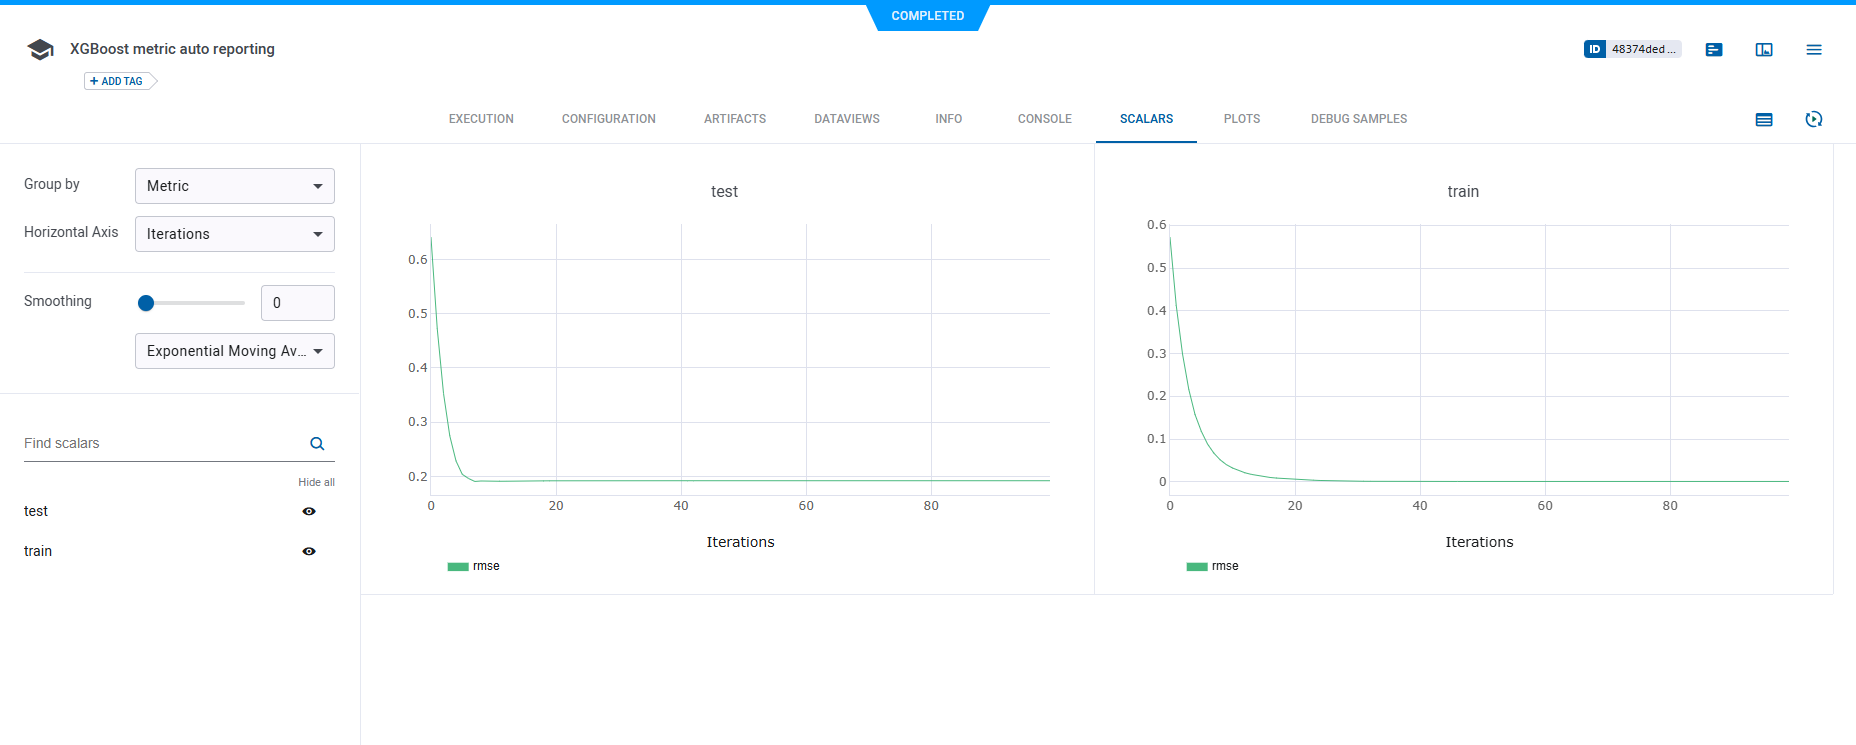 COMPLETED
XGBoost metric auto reporting
ID 48374ded ...
+ ADD TAG
EXECUTION CONFIGURATION ARTIFACTS DATAVIEWS INFO CONSOLE SCALARS PLOTS DEBUG SAMPLES
Group by Metric
Horizontal Axis Iterations
Smoothing 0
Exponential Moving Av...
Find scalars
Hide all
test
train
test
0.6
0.5
0.4
0.3
0.2
0 20 40 60 80
Iterations
rmse
train
0.6
0.5
0.4
0.3
0.2
0.1
0
0 20 40 60 80
Iterations
rmse